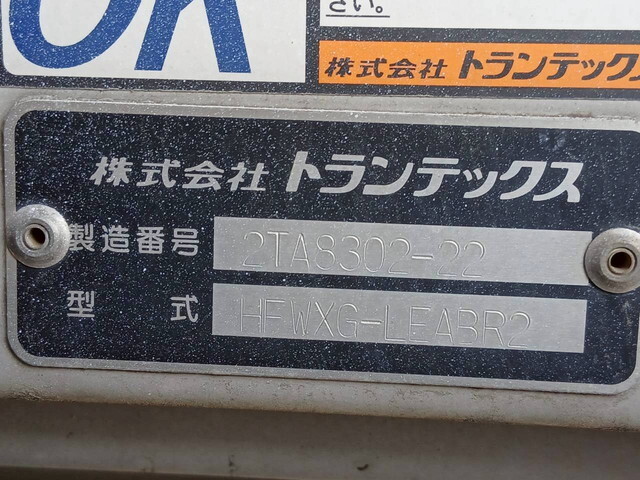 OK
さい。
株式会社 トランテックス
株式会社 トランテックス
製造番号 2TA8302-22
型 式 HFWXG-LEABR2